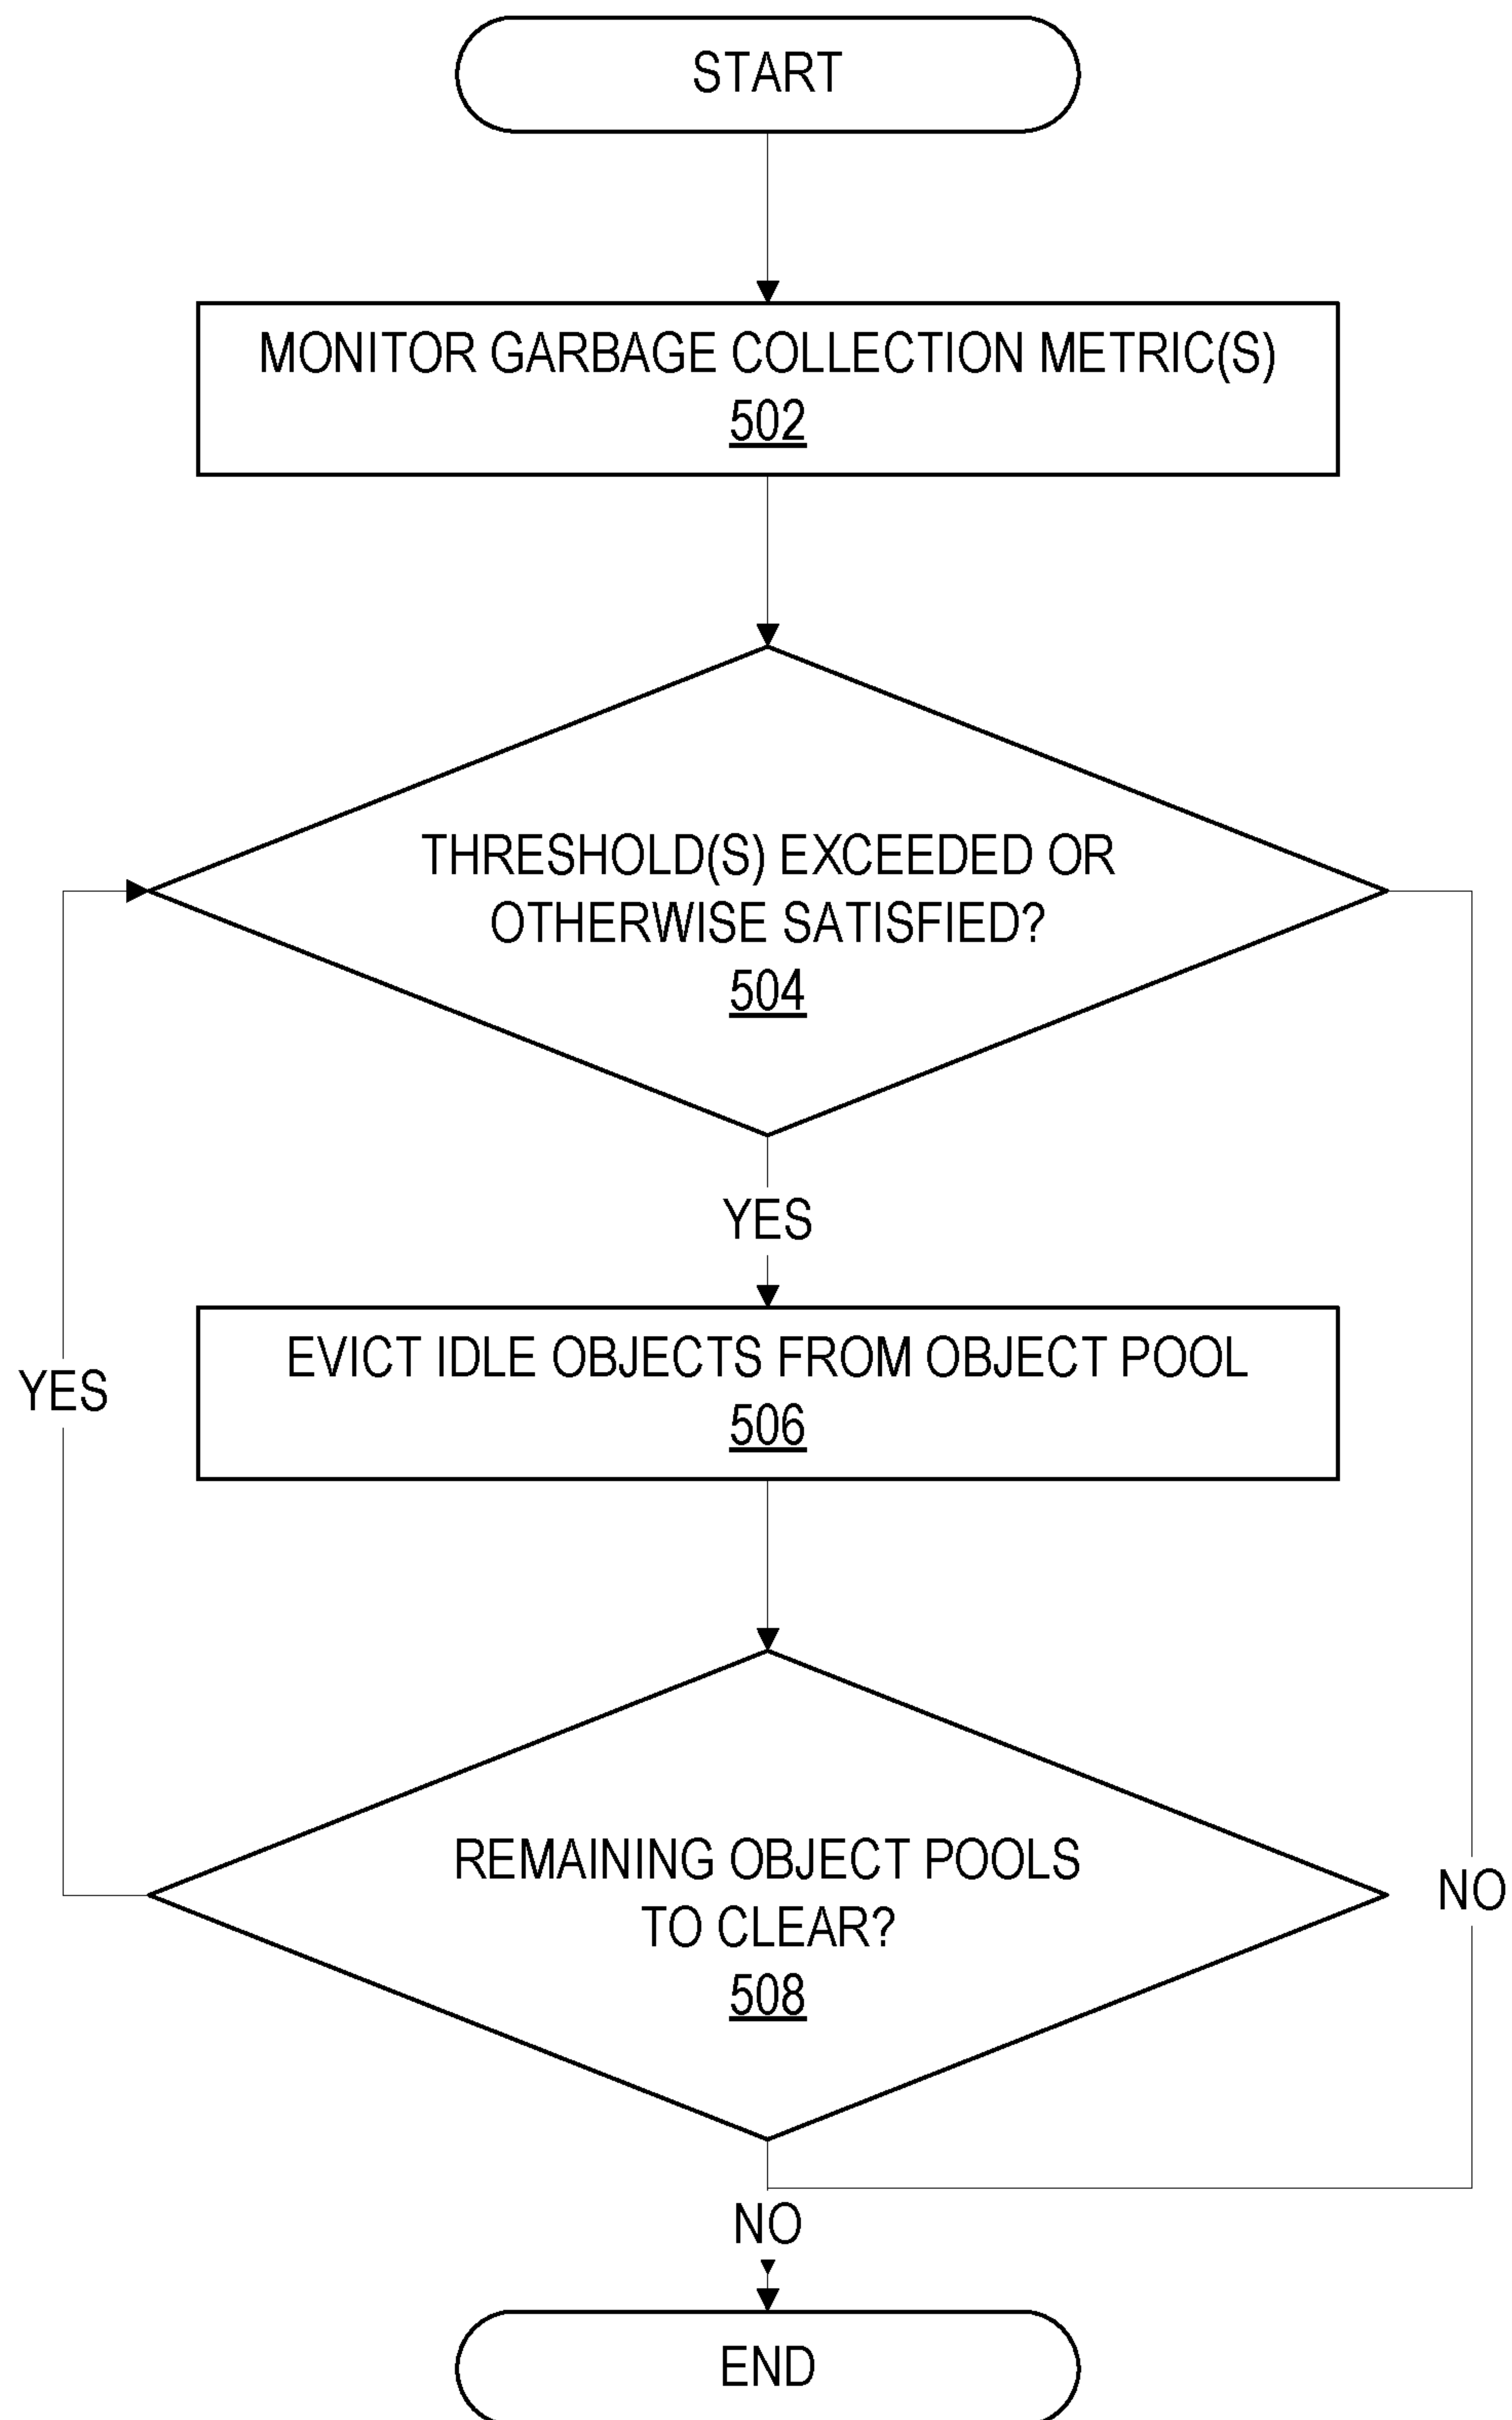 START
MONITOR GARBAGE COLLECTION METRIC(S)
502
THRESHOLD(S) EXCEEDED OR
OTHERWISE SATISFIED?
504
YES
EVICT IDLE OBJECTS FROM OBJECT POOL
506
YES
REMAINING OBJECT POOLS
TO CLEAR?
508
NO
NO
END